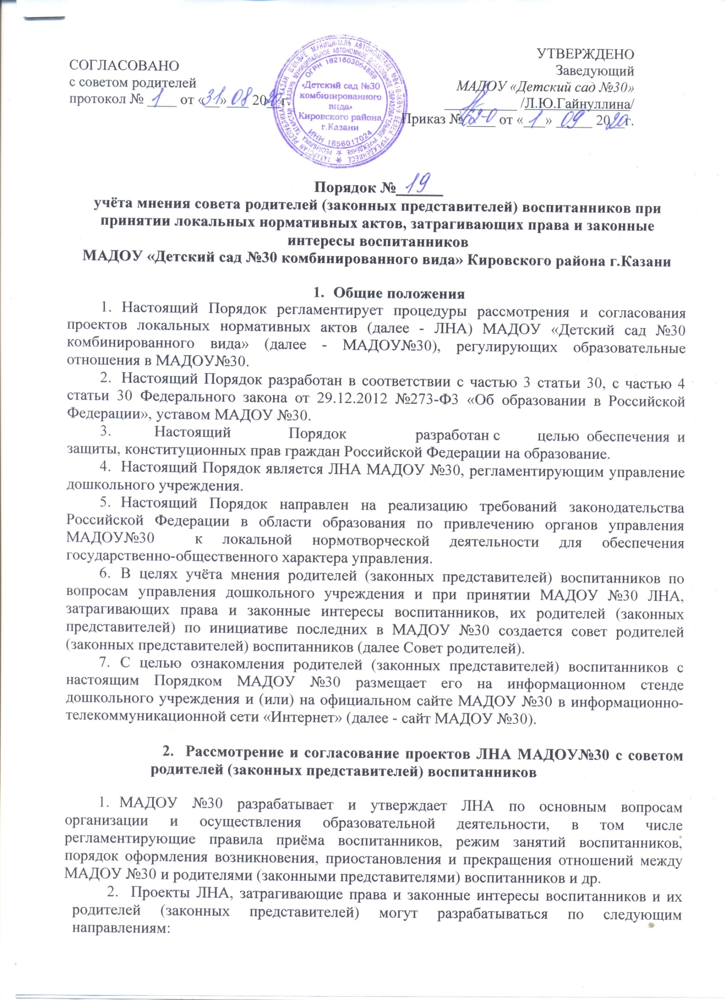 СОГЛАСОВАНО
с советом родителей
протокол № 1 от «31» 08 2020г.
УТВЕРЖДЕНО
Заведующий
МАДОУ «Детский сад №30»
/Л.Ю.Гайнуллина/
Приказ № 62-0 от «1» 09 2020г.
ОГРН 1021603064889
«Детский сад №30
комбинированного
вида»
Кировского района
г.Казани
ИНН 1656017024
Порядок № 19
учёта мнения совета родителей (законных представителей) воспитанников при
принятии локальных нормативных актов, затрагивающих права и законные
интересы воспитанников
МАДОУ «Детский сад №30 комбинированного вида» Кировского района г.Казани
1. Общие положения
1. Настоящий Порядок регламентирует процедуры рассмотрения и согласования
проектов локальных нормативных актов (далее - ЛНА) МАДОУ «Детский сад №30
комбинированного вида» (далее - МАДОУ№30), регулирующих образовательные
отношения в МАДОУ№30.
2. Настоящий Порядок разработан в соответствии с частью 3 статьи 30, с частью 4
статьи 30 Федерального закона от 29.12.2012 №273-ФЗ «Об образовании в Российской
Федерации», уставом МАДОУ №30.
3. Настоящий Порядок разработан с целью обеспечения и
защиты, конституционных прав граждан Российской Федерации на образование.
4. Настоящий Порядок является ЛНА МАДОУ №30, регламентирующим управление
дошкольного учреждения.
5. Настоящий Порядок направлен на реализацию требований законодательства
Российской Федерации в области образования по привлечению органов управления
МАДОУ№30 к локальной нормотворческой деятельности для обеспечения
государственно-общественного характера управления.
6. В целях учёта мнения родителей (законных представителей) воспитанников по
вопросам управления дошкольного учреждения и при принятии МАДОУ №30 ЛНА,
затрагивающих права и законные интересы воспитанников, их родителей (законных
представителей) по инициативе последних в МАДОУ №30 создается совет родителей
(законных представителей) воспитанников (далее Совет родителей).
7. С целью ознакомления родителей (законных представителей) воспитанников с
настоящим Порядком МАДОУ №30 размещает его на информационном стенде
дошкольного учреждения и (или) на официальном сайте МАДОУ №30 в информационно-
телекоммуникационной сети «Интернет» (далее - сайт МАДОУ №30).
2. Рассмотрение и согласование проектов ЛНА МАДОУ№30 с советом
родителей (законных представителей) воспитанников
1. МАДОУ №30 разрабатывает и утверждает ЛНА по основным вопросам
организации и осуществления образовательной деятельности, в том числе
регламентирующие правила приёма воспитанников, режим занятий воспитанников,
порядок оформления возникновения, приостановления и прекращения отношений между
МАДОУ №30 и родителями (законными представителями) воспитанников и др.
2. Проекты ЛНА, затрагивающие права и законные интересы воспитанников и их
родителей (законных представителей) могут разрабатываться по следующим
направлениям: